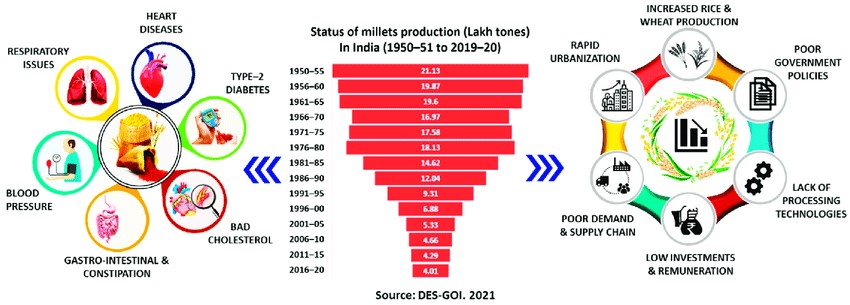 HEART
DISEASES
RESPIRATORY
ISSUES
TYPE–2
DIABETES
BLOOD
PRESSURE
BAD
CHOLESTEROL
GASTRO-INTESTINAL &
CONSTIPATION
Status of millets production (Lakh tones)
In India (1950–51 to 2019–20)
1950–55 21.13
1956–60 19.87
1961–65 19.6
1966–70 16.97
1971–75 17.58
1976–80 18.13
1981–85 14.62
1986–90 12.04
1991–95 9.31
1996–00 6.88
2001–05 5.33
2006–10 4.66
2011–15 4.29
2016–20 4.01
Source: DES-GOI. 2021
INCREASED RICE &
WHEAT PRODUCTION
RAPID
URBANIZATION
POOR
GOVERNMENT
POLICIES
LACK OF
PROCESSING
TECHNOLOGIES
POOR DEMAND
& SUPPLY CHAIN
LOW INVESTMENTS
& REMUNERATION